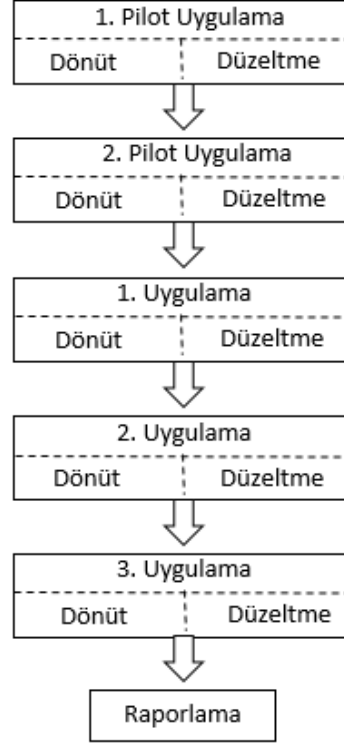 1. Pilot Uygulama
Dönüt Düzeltme
2. Pilot Uygulama
Dönüt Düzeltme
1. Uygulama
Dönüt Düzeltme
2. Uygulama
Dönüt Düzeltme
3. Uygulama
Dönüt Düzeltme
Raporlama